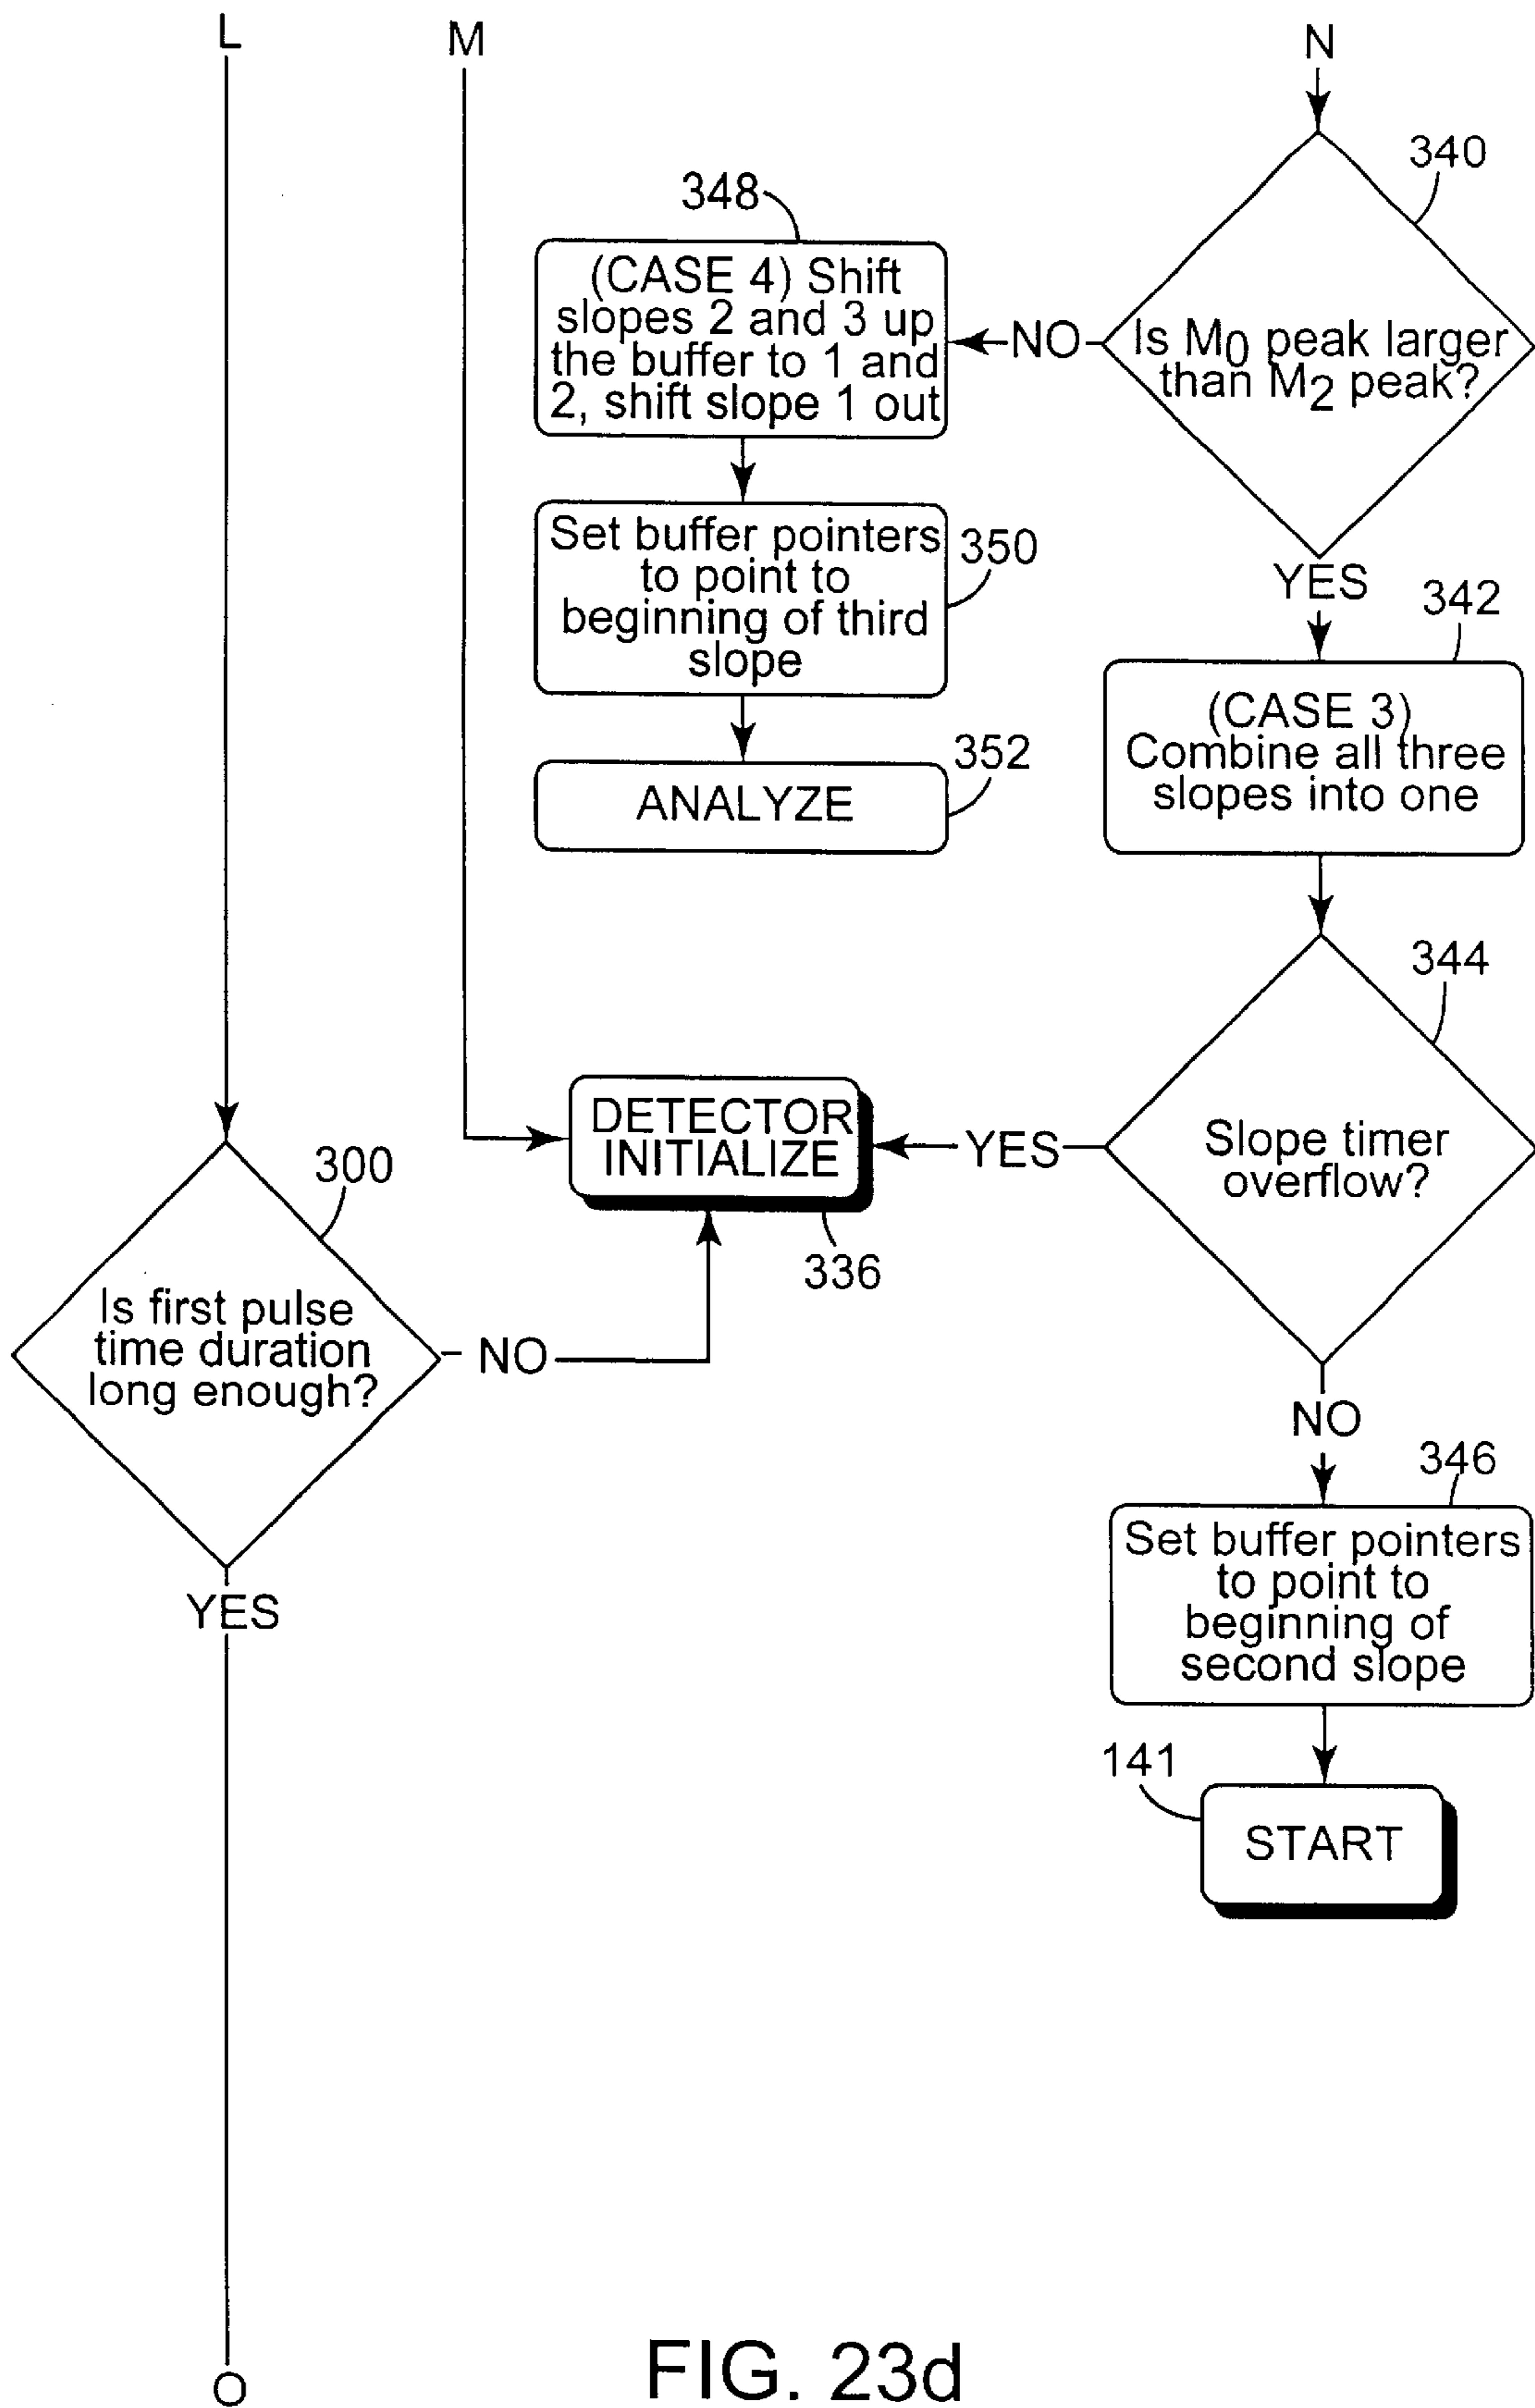 L
M
N
340
348
(CASE 4) Shift
slopes 2 and 3 up
the buffer to 1 and
2, shift slope 1 out
NO
Is M0 peak larger
than M2 peak?
Set buffer pointers
to point to
beginning of third
slope
350
YES
342
(CASE 3)
Combine all three
slopes into one
352
ANALYZE
344
DETECTOR
INITIALIZE
YES
Slope timer
overflow?
300
336
Is first pulse
time duration
long enough?
NO
NO
346
Set buffer pointers
to point to
beginning of
second slope
YES
141
START
O
FIG. 23d